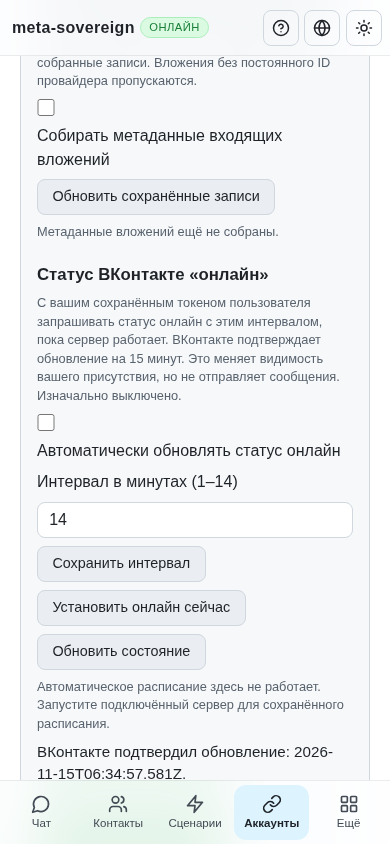 meta-sovereign ОНЛАЙН
собранные записи. Вложения без постоянного ID
провайдера пропускаются.
Собирать метаданные входящих
вложений
Обновить сохранённые записи
Метаданные вложений ещё не собраны.
Статус ВКонтакте «онлайн»
С вашим сохранённым токеном пользователя
запрашивать статус онлайн с этим интервалом,
пока сервер работает. ВКонтакте подтверждает
обновление на 15 минут. Это меняет видимость
вашего присутствия, но не отправляет сообщения.
Изначально выключено.
Автоматически обновлять статус онлайн
Интервал в минутах (1–14)
14
Сохранить интервал
Установить онлайн сейчас
Обновить состояние
Автоматическое расписание здесь не работает.
Запустите подключённый сервер для сохранённого
расписания.
ВКонтакте подтвердил обновление: 2026-
11-15T06:34:57.581Z.
Чат Контакты Сценарии Аккаунты Ещё